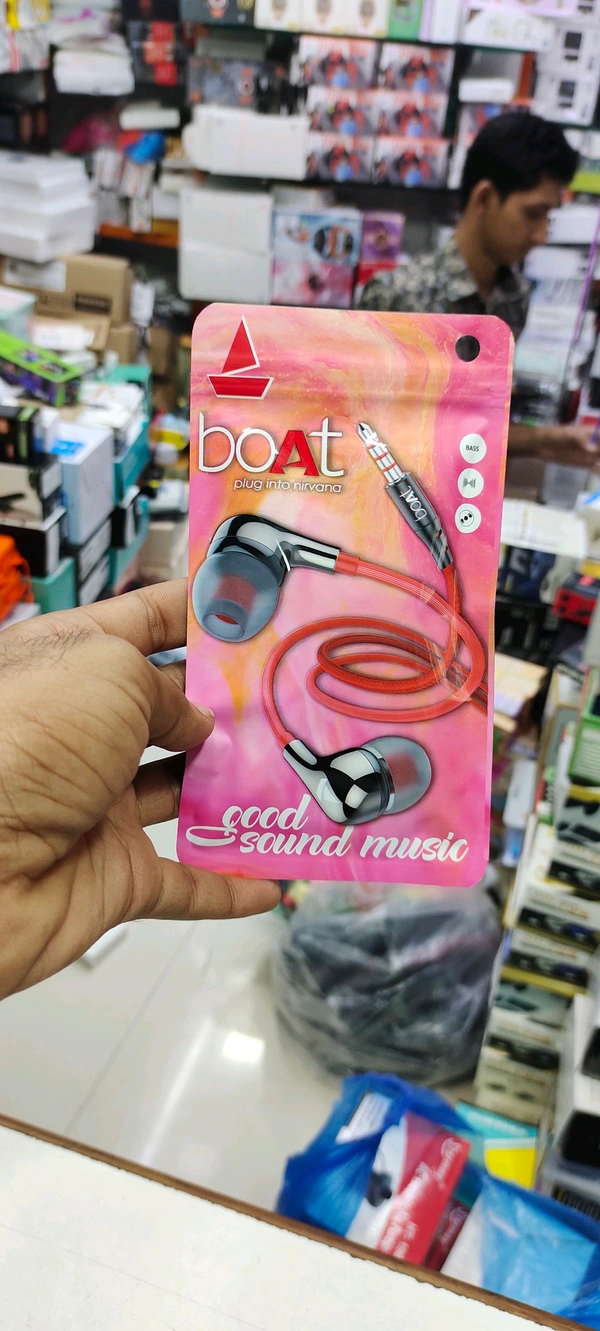 boAt
plug into nirvana
BASS
boAt
good
sound music